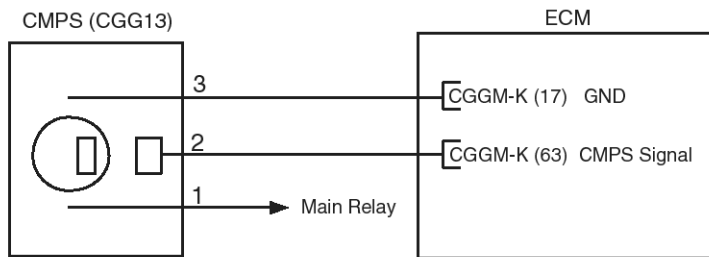 CMPS (CGG13)
ECM
3
CGGM-K (17) GND
2
CGGM-K (63) CMPS Signal
1
Main Relay